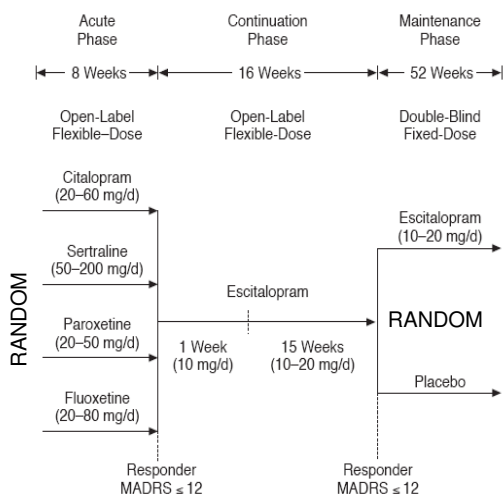 Acute
Phase
Continuation
Phase
Maintenance
Phase
8 Weeks
16 Weeks
52 Weeks
Open-Label
Flexible–Dose
Open-Label
Flexible-Dose
Double-Blind
Fixed-Dose
RANDOM
Citalopram
(20–60 mg/d)
Sertraline
(50–200 mg/d)
Paroxetine
(20–50 mg/d)
Fluoxetine
(20–80 mg/d)
Escitalopram
1 Week
(10 mg/d)
15 Weeks
(10–20 mg/d)
Escitalopram
(10–20 mg/d)
RANDOM
Placebo
Responder
MADRS ≤ 12
Responder
MADRS ≤ 12